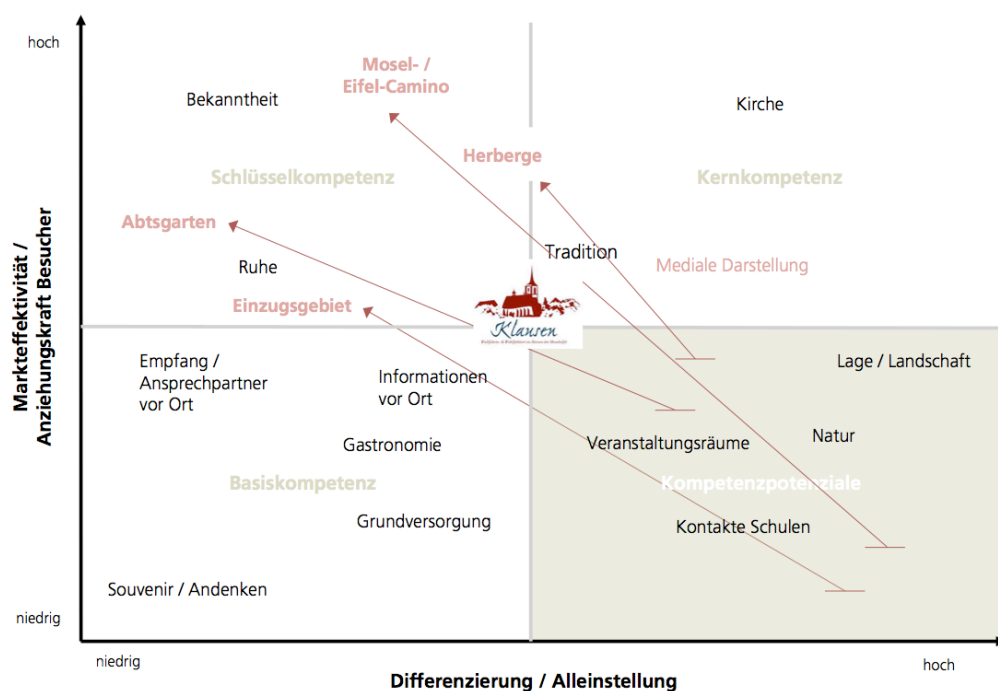 hoch
Mosel- /
Eifel-Camino
Bekanntheit
Kirche
Herberge
Schlüsselkompetenz
Kernkompetenz
Abtsgarten
Tradition
Ruhe
Mediale Darstellung
Einzugsgebiet
Klausen
Markteffektivität /
Anziehungskraft Besucher
Empfang /
Ansprechpartner
vor Ort
Informationen
vor Ort
Lage / Landschaft
Gastronomie
Veranstaltungsräume
Natur
Basiskompetenz
Kompetenzpotenziale
Grundversorgung
Kontakte Schulen
Souvenir / Andenken
niedrig
niedrig
hoch
Differenzierung / Alleinstellung